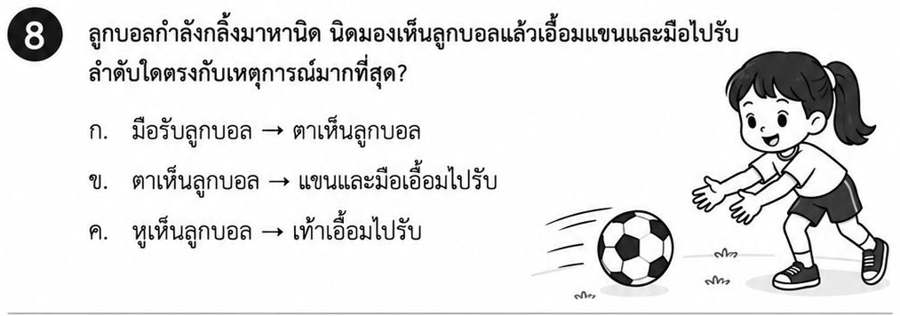 8
ลูกบอลกำลังกลิ้งมาหานิด นิดมองเห็นลูกบอลแล้วเอื้อมแขนและมือไปรับ
ลำดับใดตรงกับเหตุการณ์มากที่สุด?
ก. มือรับลูกบอล → ตาเห็นลูกบอล
ข. ตาเห็นลูกบอล → แขนและมือเอื้อมไปรับ
ค. หูเห็นลูกบอล → เท้าเอื้อมไปรับ